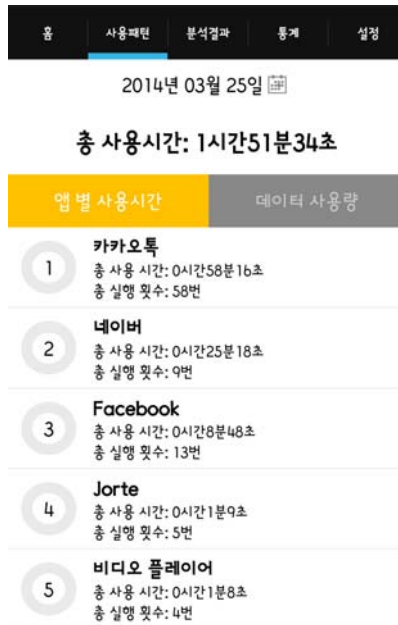 홈 사용패턴 분석결과 통계 설정
2014년 03월 25일
총 사용시간: 1시간51분34초
앱 별 사용시간 데이터 사용량
1 카카오톡
총 사용 시간: 0시간58분16초
총 실행 횟수: 58번
2 네이버
총 사용 시간: 0시간25분18초
총 실행 횟수: 9번
3 Facebook
총 사용 시간: 0시간8분48초
총 실행 횟수: 13번
4 Jorte
총 사용 시간: 0시간1분9초
총 실행 횟수: 5번
5 비디오 플레이어
총 사용 시간: 0시간1분8초
총 실행 횟수: 4번